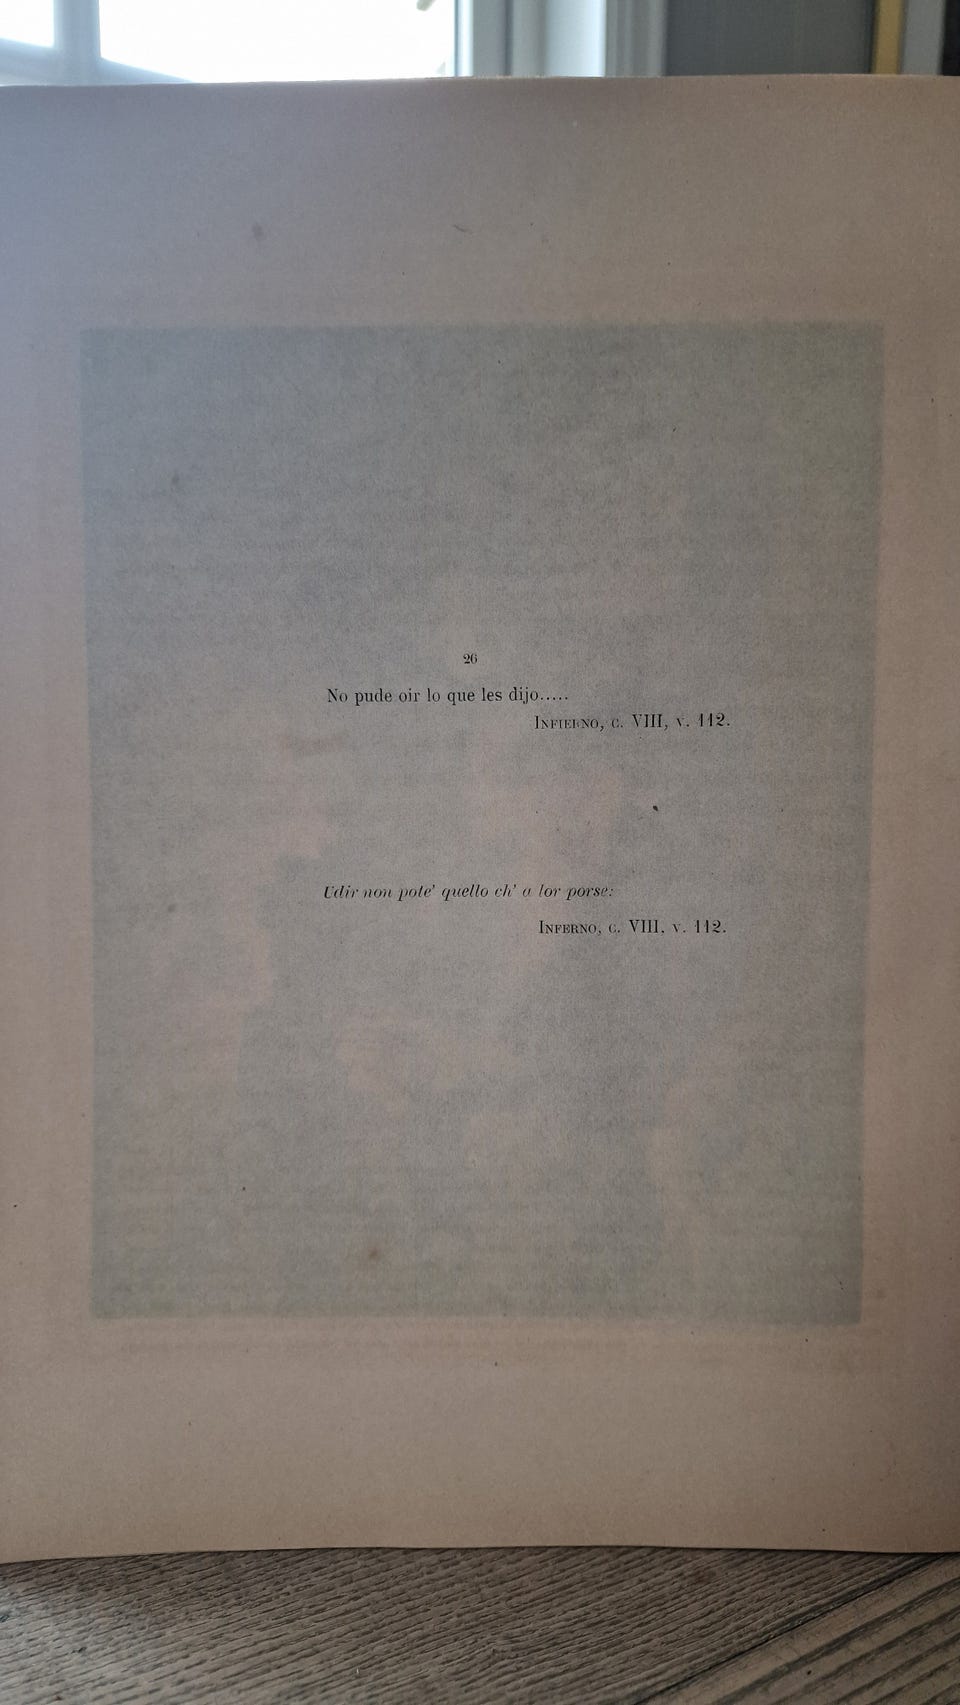 26
No pude oir lo que les dijo.....
INFIERNO, C. VIII, V. 112.
Udir non pote' quello ch' a lor porse:
INFERNO, C. VIII. V. 112.